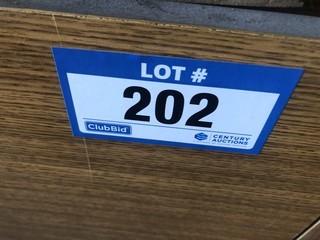 LOT #
202
ClubBid
CENTURY
AUCTIONS